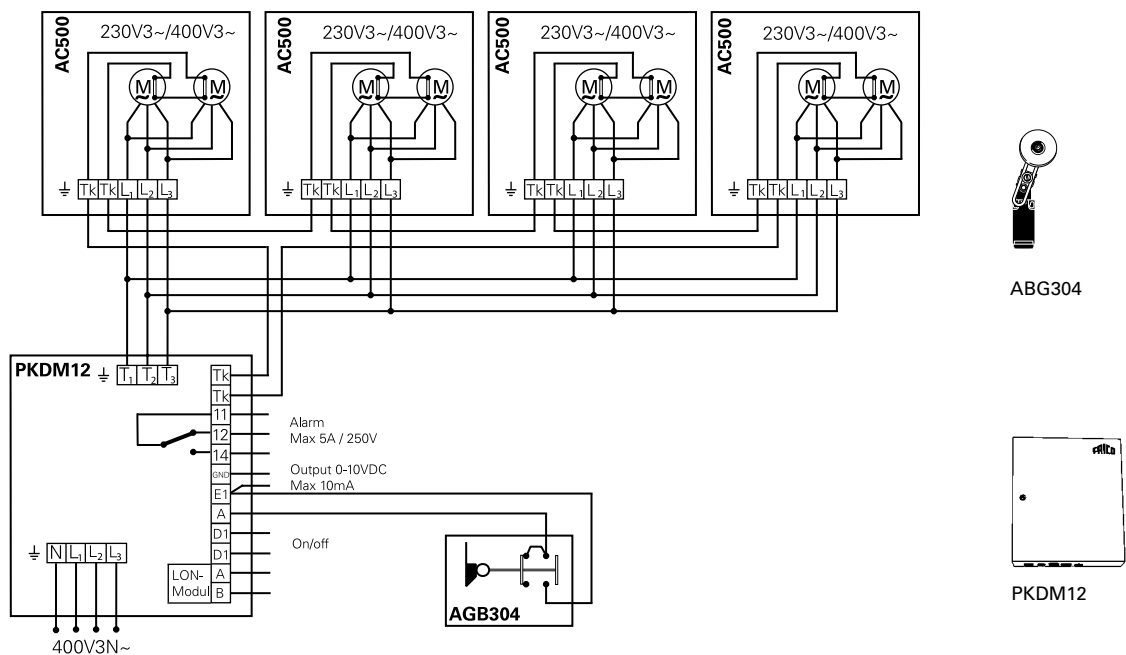 AC500
230V3~/400V3~
M
M
Tk Tk L1 L2 L3
AC500
230V3~/400V3~
M
M
Tk Tk L1 L2 L3
AC500
230V3~/400V3~
M
M
Tk Tk L1 L2 L3
AC500
230V3~/400V3~
M
M
Tk Tk L1 L2 L3
PKDM12
T1 T2 T3
Tk
Tk
11
12
14
GND
E1
A
D1
D1
A
B
Alarm
Max 5A / 250V
Output 0-10VDC
Max 10mA
On/off
LON-
Modul
N L1 L2 L3
400V3N~
AGB304
ABG304
FRICO
PKDM12